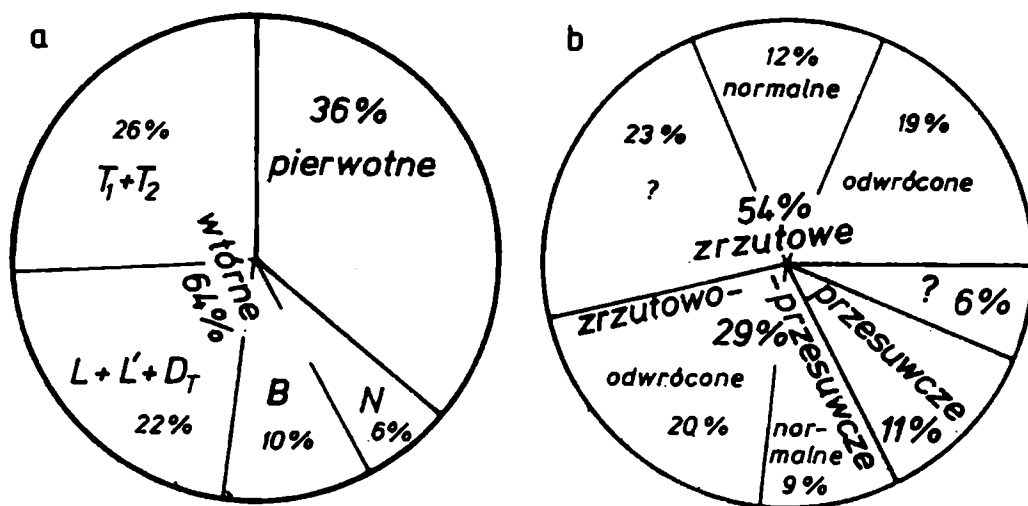 a
36%
pierwotne
26%
T₁+T₂
wtórne
64%
L + L' + D_T
22%
B
10%
N
6%
b
12%
normalne
23%
?
19%
odwrócone
54%
zrzutowe
zrzutowo-
-przesuwcze
29%
odwrócone
20%
nor-
malne
9%
przesuwcze
11%
?
6%